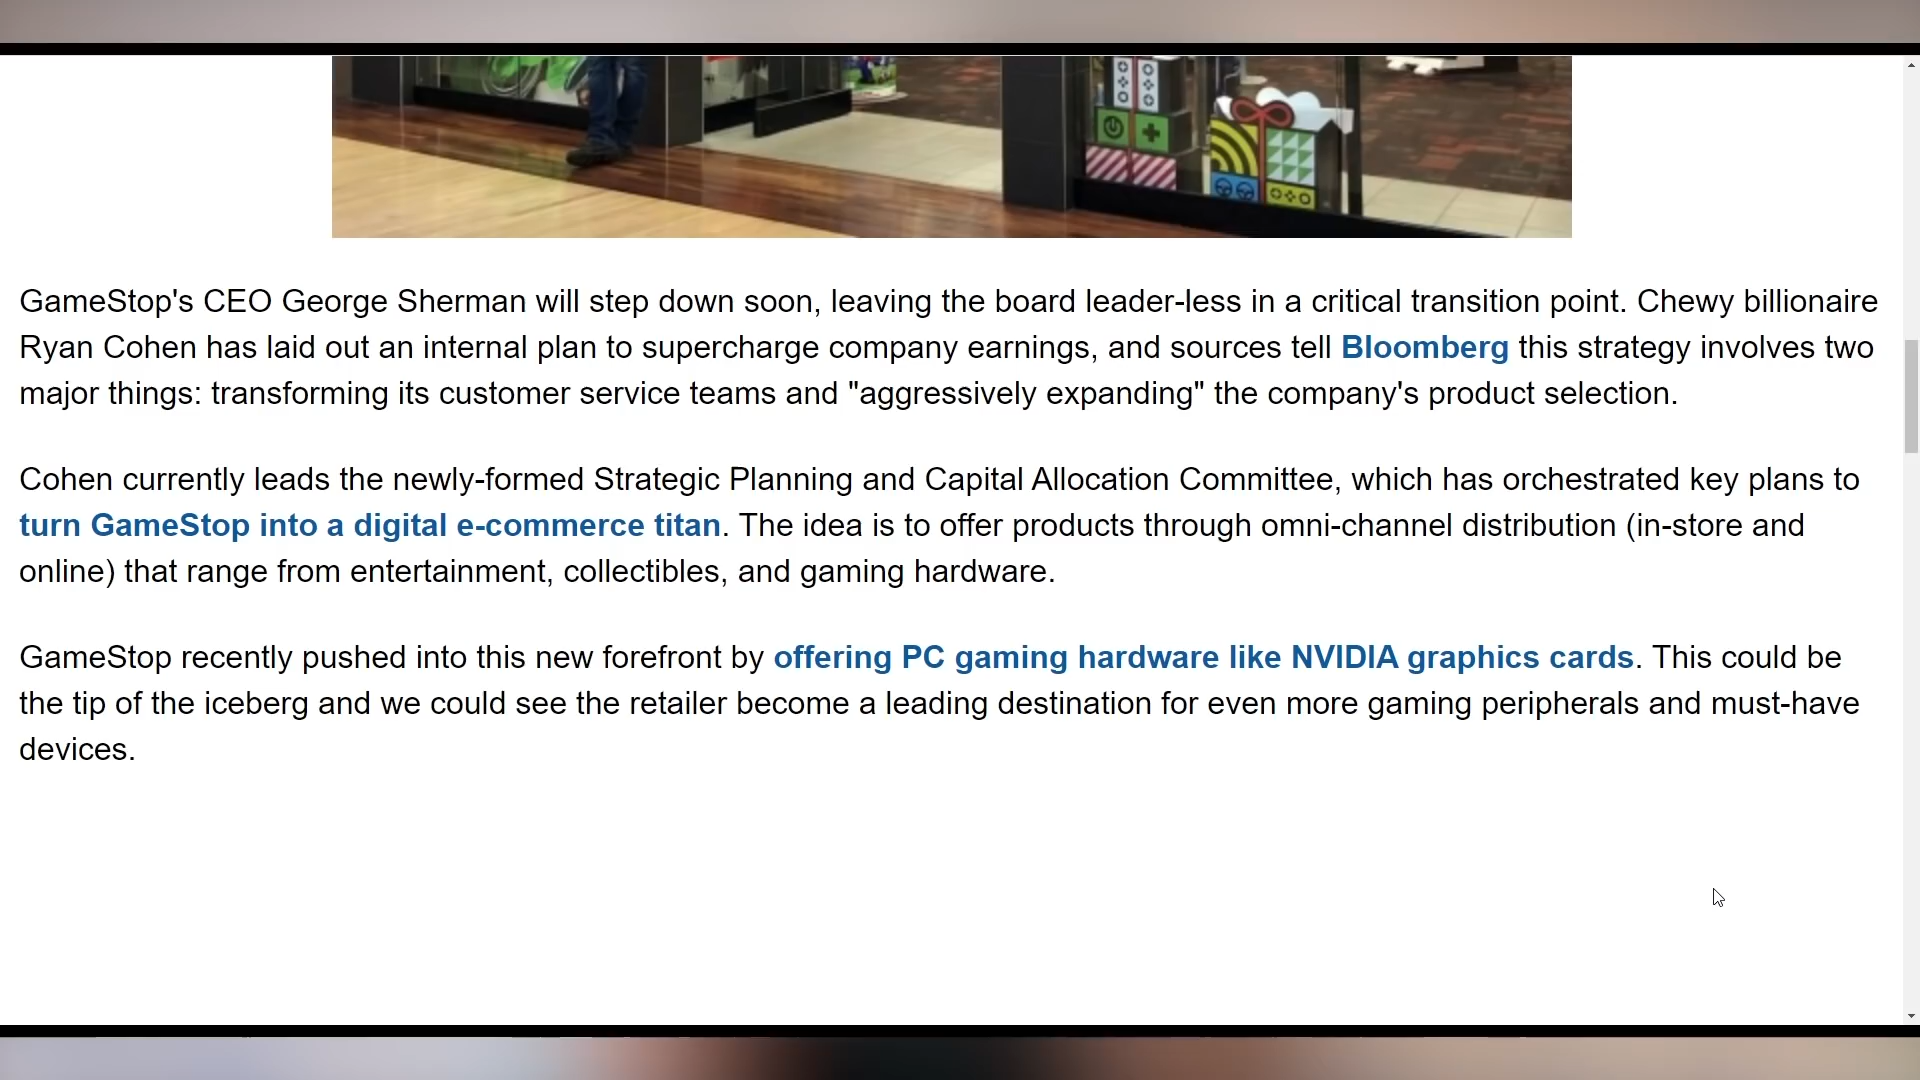 GameStop's CEO George Sherman will step down soon, leaving the board leader-less in a critical transition point. Chewy billionaire
Ryan Cohen has laid out an internal plan to supercharge company earnings, and sources tell Bloomberg this strategy involves two
major things: transforming its customer service teams and "aggressively expanding" the company's product selection.
Cohen currently leads the newly-formed Strategic Planning and Capital Allocation Committee, which has orchestrated key plans to
turn GameStop into a digital e-commerce titan. The idea is to offer products through omni-channel distribution (in-store and
online) that range from entertainment, collectibles, and gaming hardware.
GameStop recently pushed into this new forefront by offering PC gaming hardware like NVIDIA graphics cards. This could be
the tip of the iceberg and we could see the retailer become a leading destination for even more gaming peripherals and must-have
devices.